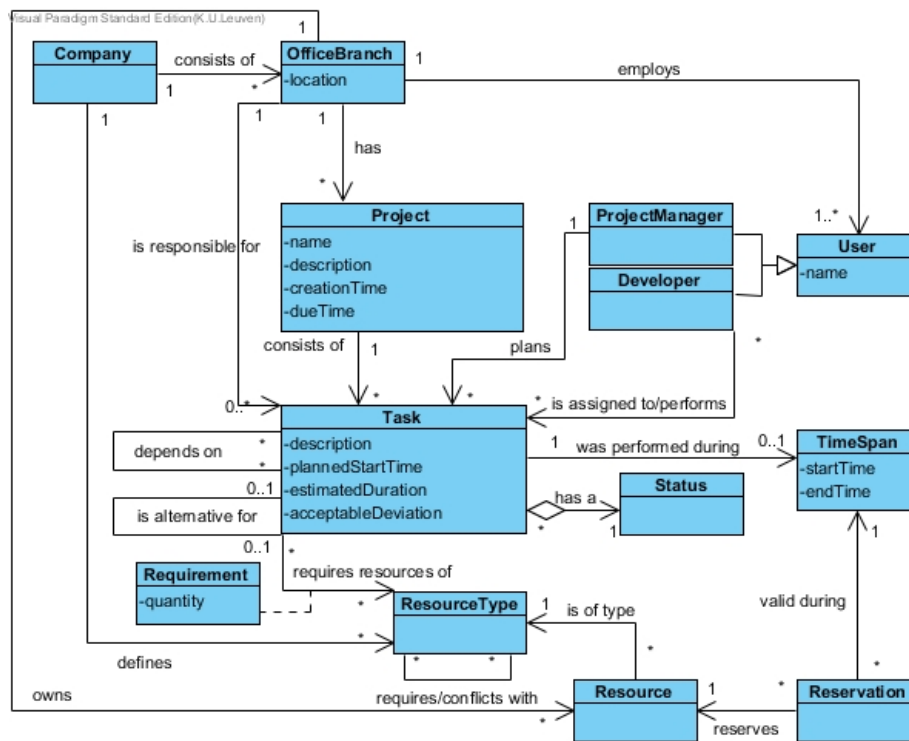 Visual Paradigm Standard Edition(K.U.Leuven)
1
Company
consists of
1
*
OfficeBranch
-location
1
employs
1
1
1
has
*
is responsible for
Project
-name
-description
-creationTime
-dueTime
1
ProjectManager
Developer
1..*
User
-name
consists of
1
*
plans
*
*
is assigned to/performs
*
0..*
Task
-description
-plannedStartTime
-estimatedDuration
-acceptableDeviation
depends on
*
*
0..1
is alternative for
0..1
1
was performed during
0..1
TimeSpan
-startTime
-endTime
has a
*
1
Status
*
requires resources of
*
Requirement
-quantity
ResourceType
1
is of type
*
1
valid during
*
defines
*
*
*
requires/conflicts with
owns
*
Resource
1
reserves
*
Reservation